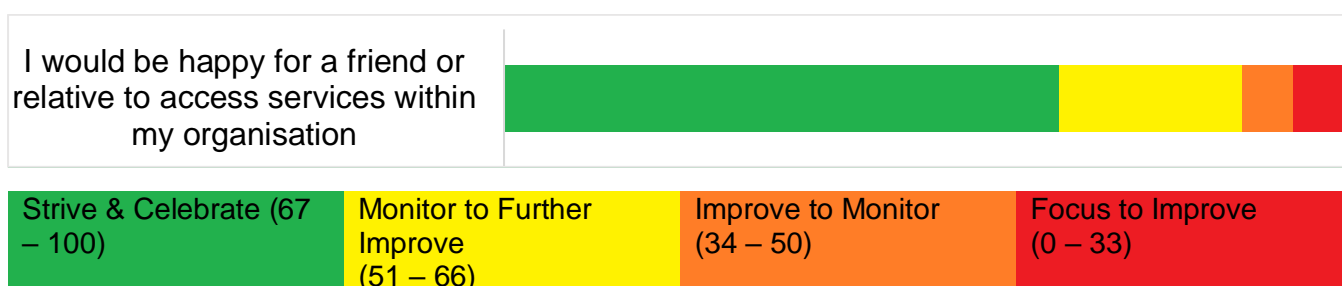 I would be happy for a friend or
relative to access services within
my organisation
Strive & Celebrate (67
– 100)
Monitor to Further
Improve
(51 – 66)
Improve to Monitor
(34 – 50)
Focus to Improve
(0 – 33)